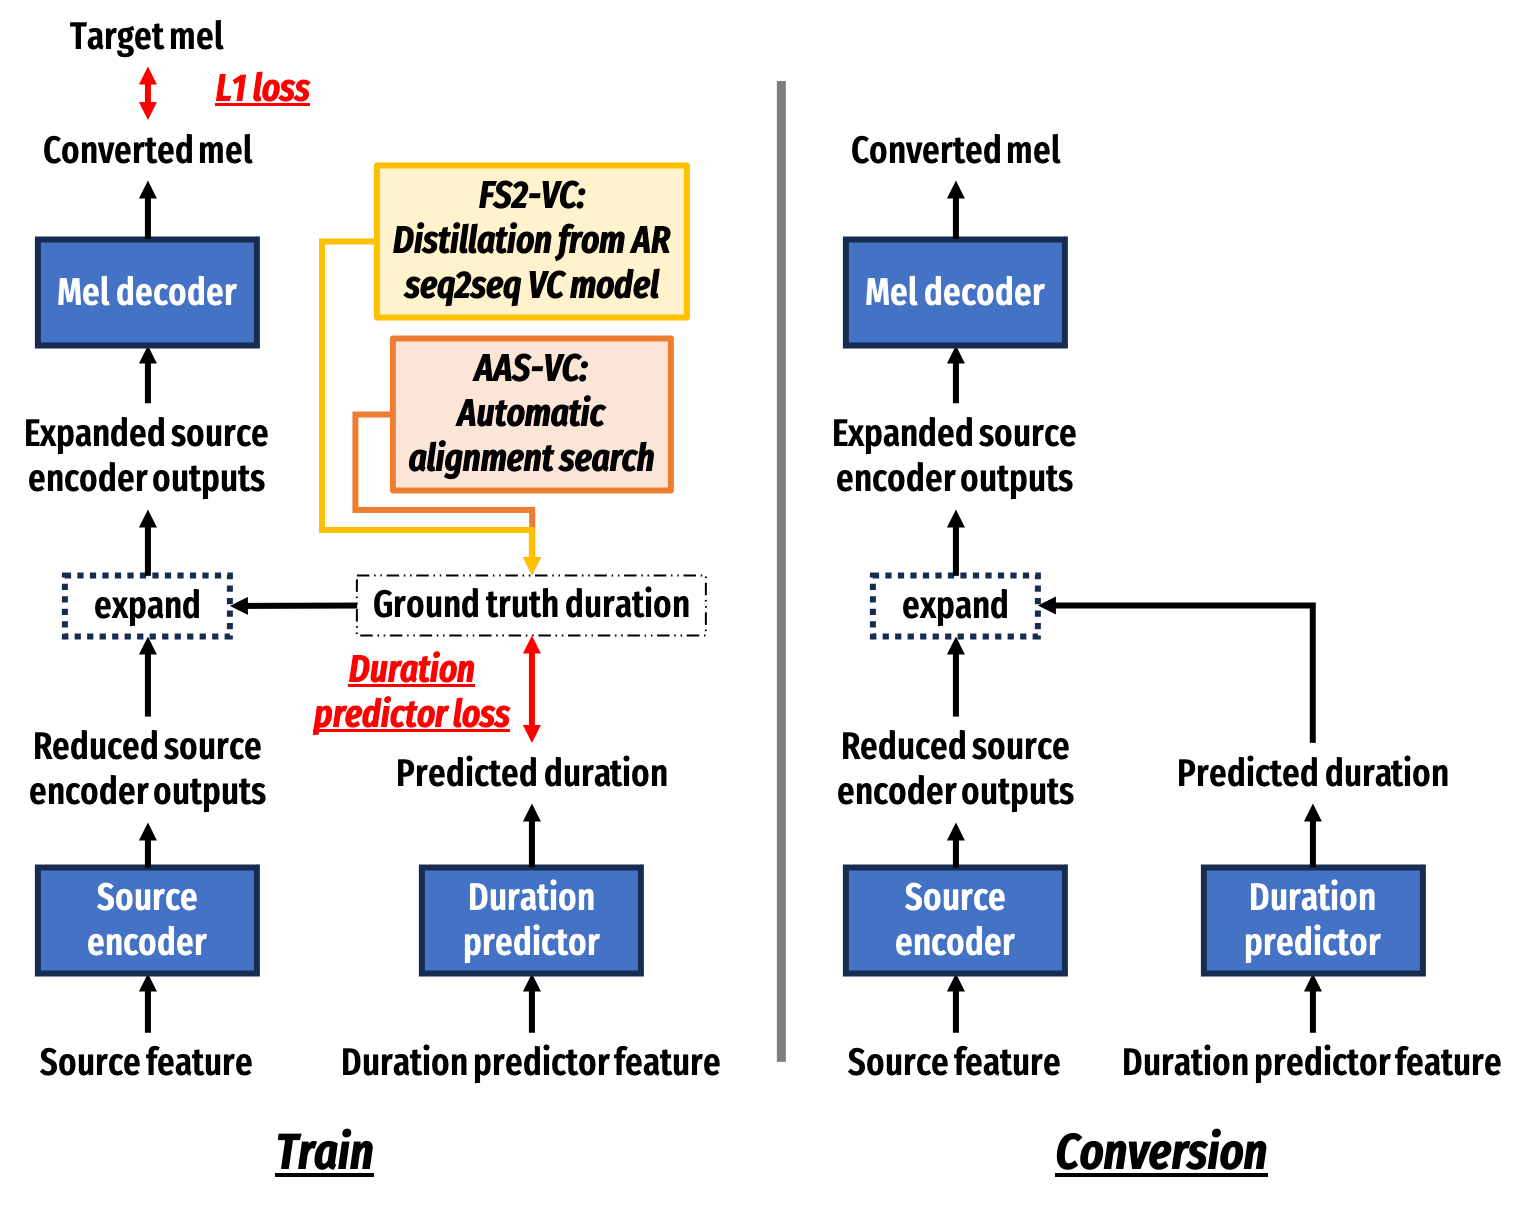 Target mel
L1 loss
Converted mel
FS2-VC:
Distillation from AR
seq2seq VC model
Mel decoder
AAS-VC:
Automatic
alignment search
Expanded source
encoder outputs
expand
Ground truth duration
Duration
predictor loss
Reduced source
encoder outputs
Predicted duration
Source
encoder
Duration
predictor
Source feature
Duration predictor feature
Train
Converted mel
Mel decoder
Expanded source
encoder outputs
expand
Reduced source
encoder outputs
Predicted duration
Source
encoder
Duration
predictor
Source feature
Duration predictor feature
Conversion